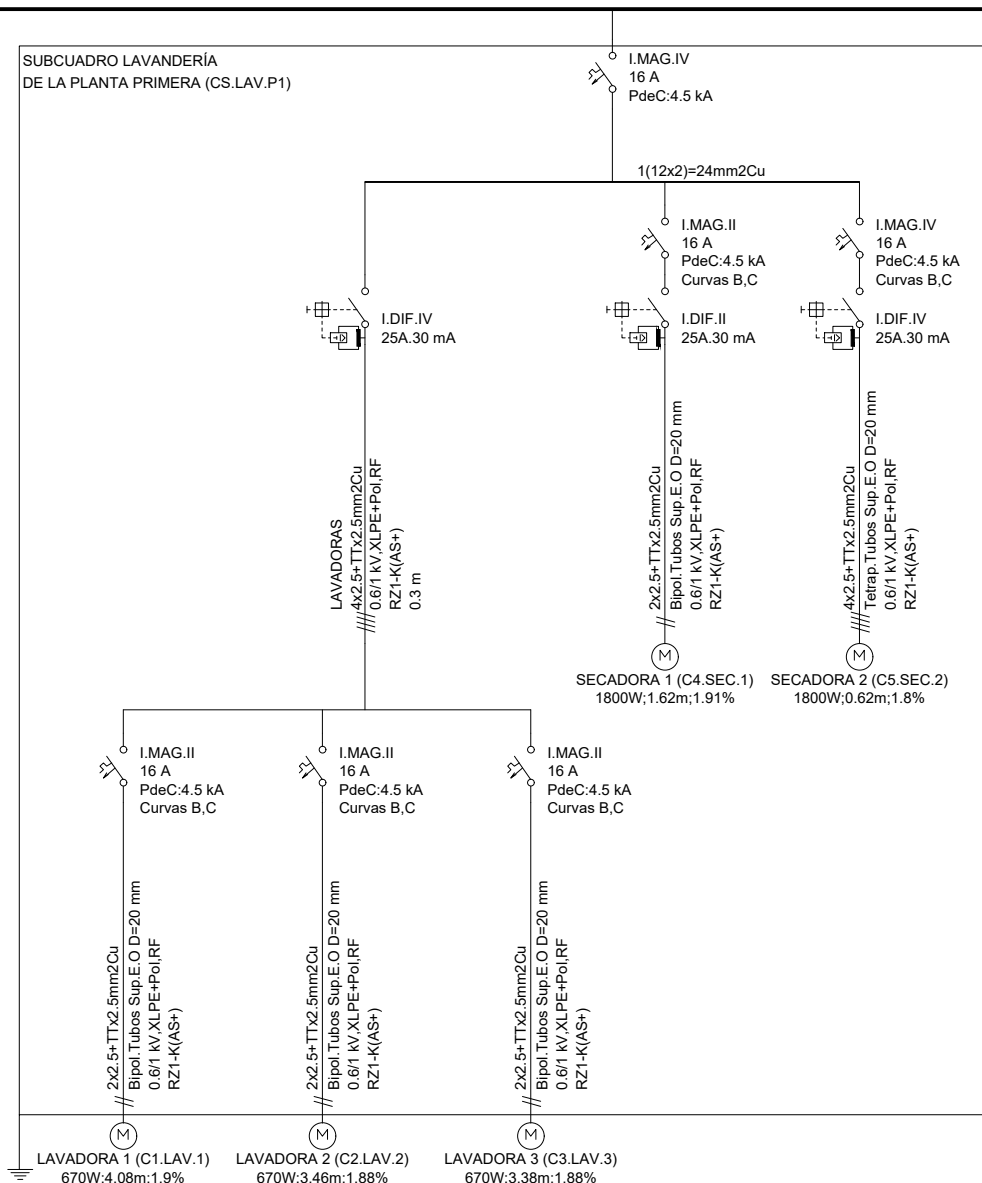 SUBCUADRO LAVANDERÍA
DE LA PLANTA PRIMERA (CS.LAV.P1)
I.MAG.IV
16 A
PdeC:4.5 kA
1(12x2)=24mm2Cu
I.MAG.II
16 A
PdeC:4.5 kA
Curvas B,C
I.MAG.IV
16 A
PdeC:4.5 kA
Curvas B,C
I.DIF.IV
25A.30 mA
I.DIF.II
25A.30 mA
I.DIF.IV
25A.30 mA
LAVADORAS
4x2.5+TTx2.5mm2Cu
0.6/1 kV,XLPE+Pol,RF
RZ1-K(AS+)
0.3 m
2x2.5+TTx2.5mm2Cu
Bipol.Tubos Sup.E.O D=20 mm
0.6/1 kV,XLPE+Pol,RF
RZ1-K(AS+)
4x2.5+TTx2.5mm2Cu
Tetrap.Tubos Sup.E.O D=20 mm
0.6/1 kV,XLPE+Pol,RF
RZ1-K(AS+)
M
M
SECADORA 1 (C4.SEC.1)
1800W;1.62m;1.91%
SECADORA 2 (C5.SEC.2)
1800W;0.62m;1.8%
I.MAG.II
16 A
PdeC:4.5 kA
Curvas B,C
I.MAG.II
16 A
PdeC:4.5 kA
Curvas B,C
I.MAG.II
16 A
PdeC:4.5 kA
Curvas B,C
2x2.5+TTx2.5mm2Cu
Bipol.Tubos Sup.E.O D=20 mm
0.6/1 kV,XLPE+Pol,RF
RZ1-K(AS+)
2x2.5+TTx2.5mm2Cu
Bipol.Tubos Sup.E.O D=20 mm
0.6/1 kV,XLPE+Pol,RF
RZ1-K(AS+)
2x2.5+TTx2.5mm2Cu
Bipol.Tubos Sup.E.O D=20 mm
0.6/1 kV,XLPE+Pol,RF
RZ1-K(AS+)
M
M
M
LAVADORA 1 (C1.LAV.1)
670W;4.08m;1.9%
LAVADORA 2 (C2.LAV.2)
670W;3.46m;1.88%
LAVADORA 3 (C3.LAV.3)
670W;3.38m;1.88%